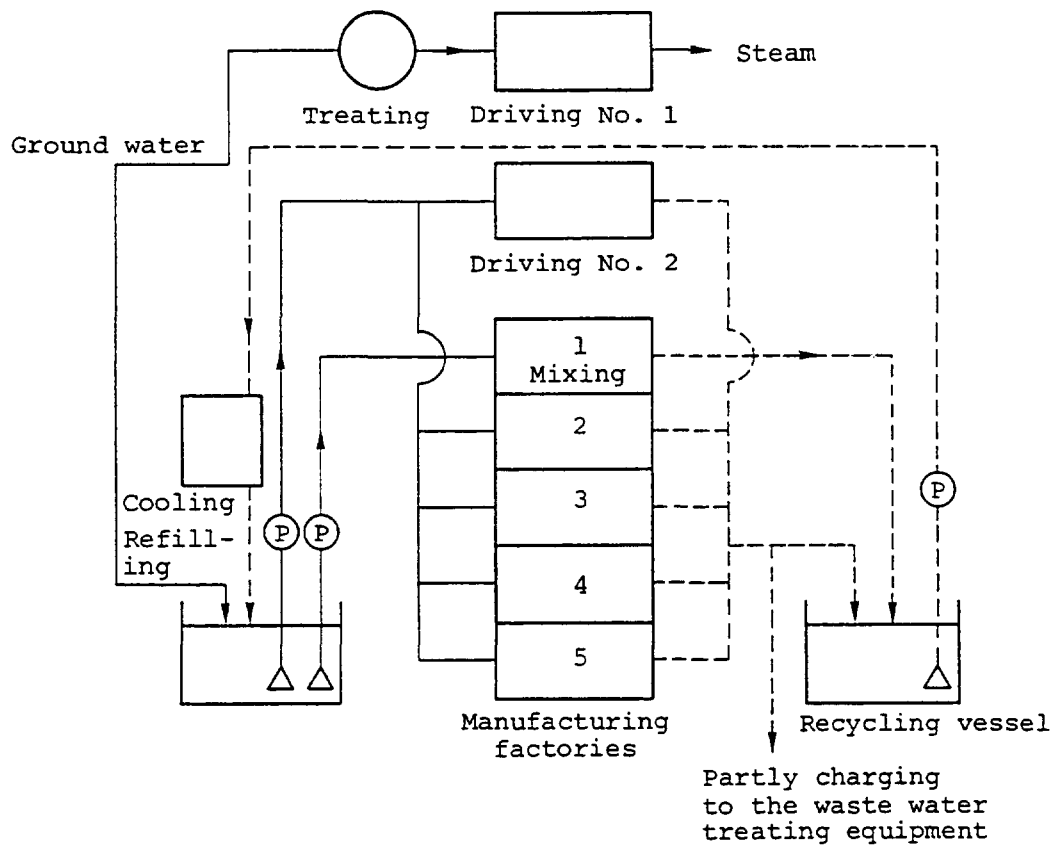 Steam
Treating
Driving No. 1
Ground water
Driving No. 2
1
Mixing
2
3
4
5
Cooling
Refill-
ing
P
P
P
Manufacturing
factories
Recycling vessel
Partly charging
to the waste water
treating equipment